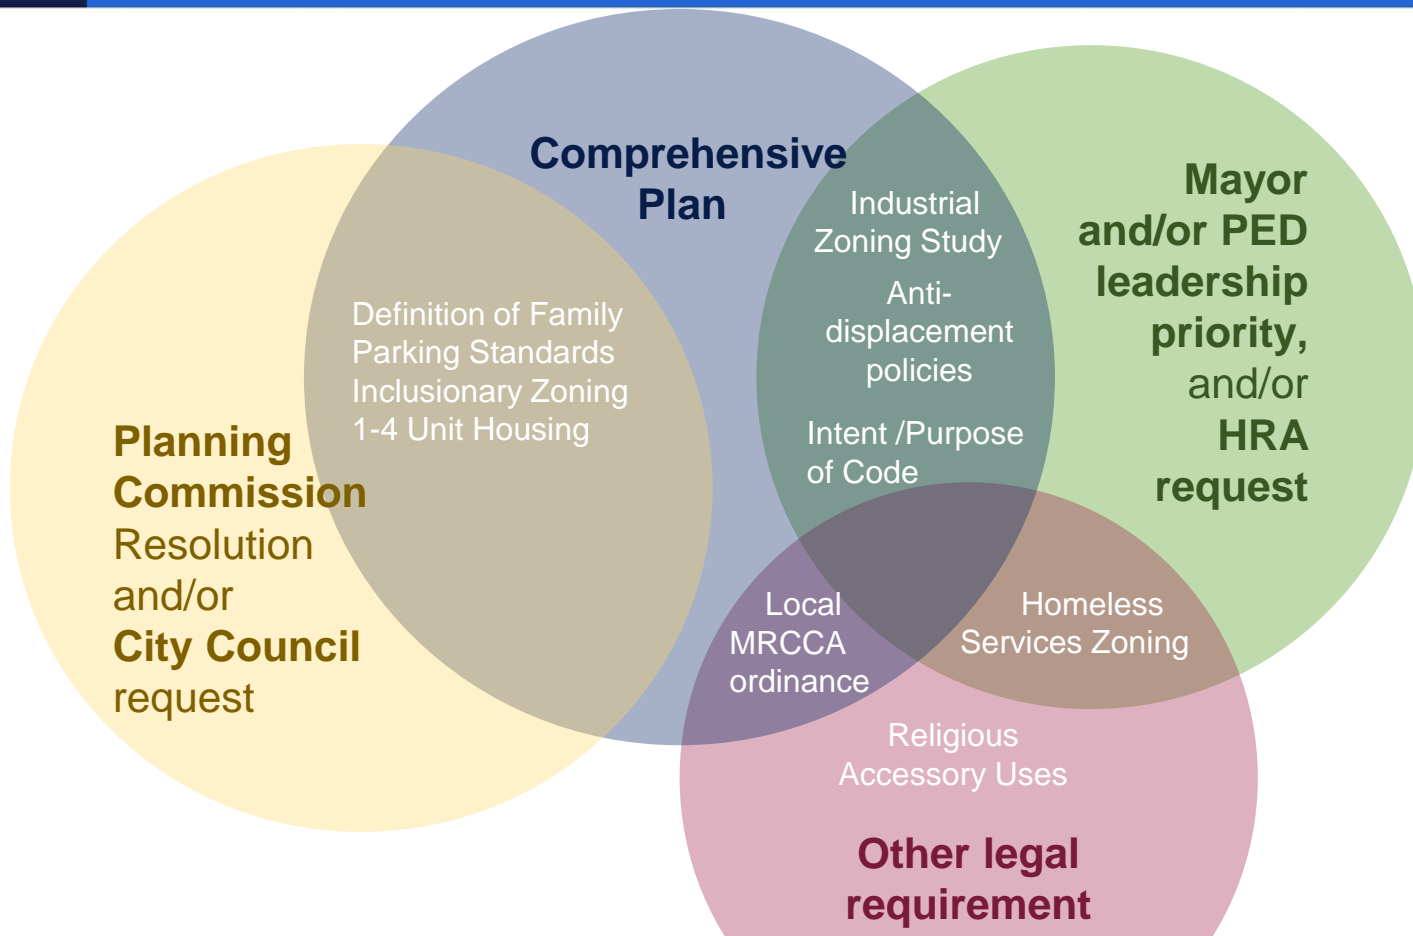 Comprehensive
Plan
Mayor
and/or PED
leadership
priority,
and/or
HRA
request
Industrial
Zoning Study
Anti-
displacement
policies
Intent /Purpose
of Code
Definition of Family
Parking Standards
Inclusionary Zoning
1-4 Unit Housing
Planning
Commission
Resolution
and/or
City Council
request
Local
MRCCA
ordinance
Homeless
Services Zoning
Religious
Accessory Uses
Other legal
requirement